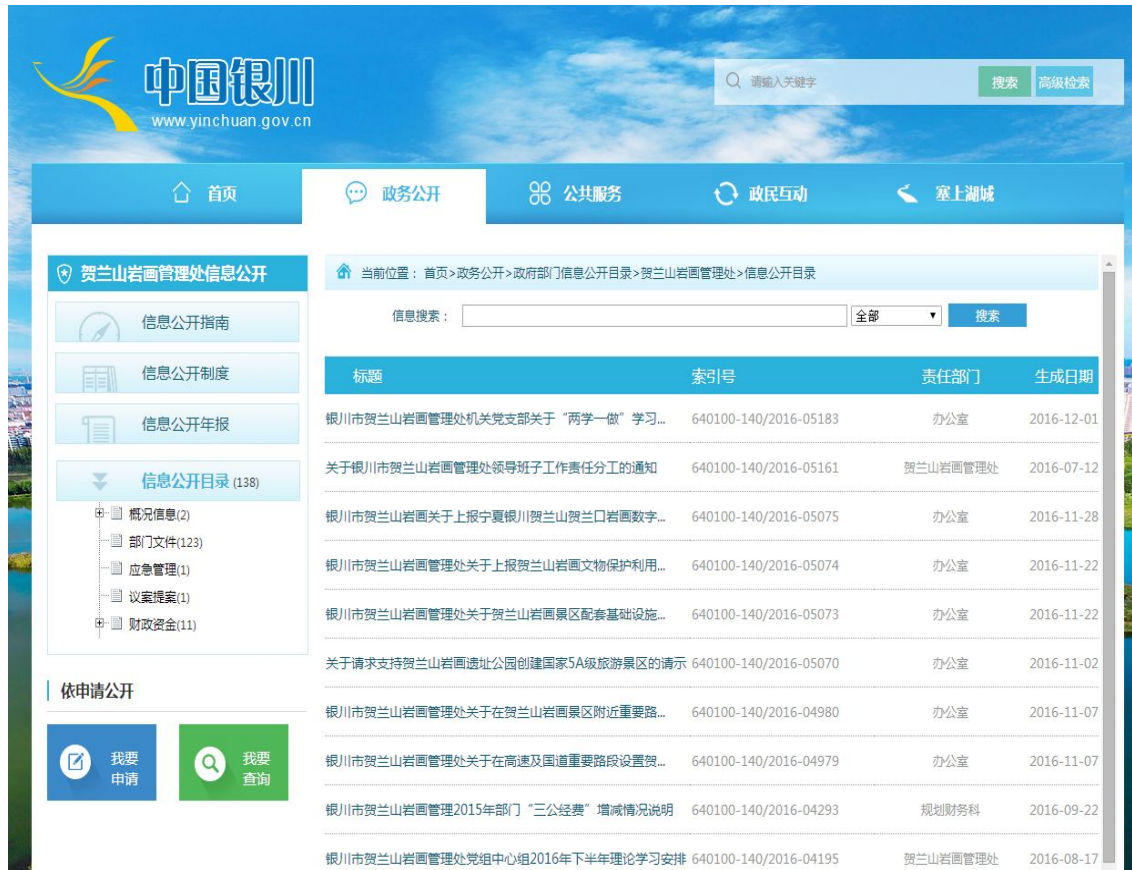 中国银川
www.yinchuan.gov.cn
请输入关键字 搜索 高级检索
首页 政务公开 公共服务 政民互动 塞上湖城
贺兰山岩画管理处信息公开
信息公开指南
信息公开制度
信息公开年报
信息公开目录 (138)
概况信息(2)
部门文件(123)
应急管理(1)
议案提案(1)
财政资金(11)
依申请公开
我要申请
我要查询
当前位置：首页>政务公开>政府部门信息公开目录>贺兰山岩画管理处>信息公开目录
信息搜索： 全部 搜索
标题 索引号 责任部门 生成日期
银川市贺兰山岩画管理处机关党支部关于“两学一做”学习... 640100-140/2016-05183 办公室 2016-12-01
关于银川市贺兰山岩画管理处领导班子工作责任分工的通知 640100-140/2016-05161 贺兰山岩画管理处 2016-07-12
银川市贺兰山岩画关于上报宁夏银川贺兰山贺兰口岩画数字... 640100-140/2016-05075 办公室 2016-11-28
银川市贺兰山岩画管理处关于上报贺兰山岩画文物保护利用... 640100-140/2016-05074 办公室 2016-11-22
银川市贺兰山岩画管理处关于贺兰山岩画景区配套基础设施... 640100-140/2016-05073 办公室 2016-11-22
关于请求支持贺兰山岩画遗址公园创建国家5A级旅游景区的请示 640100-140/2016-05070 办公室 2016-11-02
银川市贺兰山岩画管理处关于在贺兰山岩画景区附近重要路... 640100-140/2016-04980 办公室 2016-11-07
银川市贺兰山岩画管理处关于在高速及国道重要路段设置贺... 640100-140/2016-04979 办公室 2016-11-07
银川市贺兰山岩画管理2015年部门“三公经费”增减情况说明 640100-140/2016-04293 规划财务科 2016-09-22
银川市贺兰山岩画管理处党组中心组2016年下半年理论学习安排 640100-140/2016-04195 贺兰山岩画管理处 2016-08-17